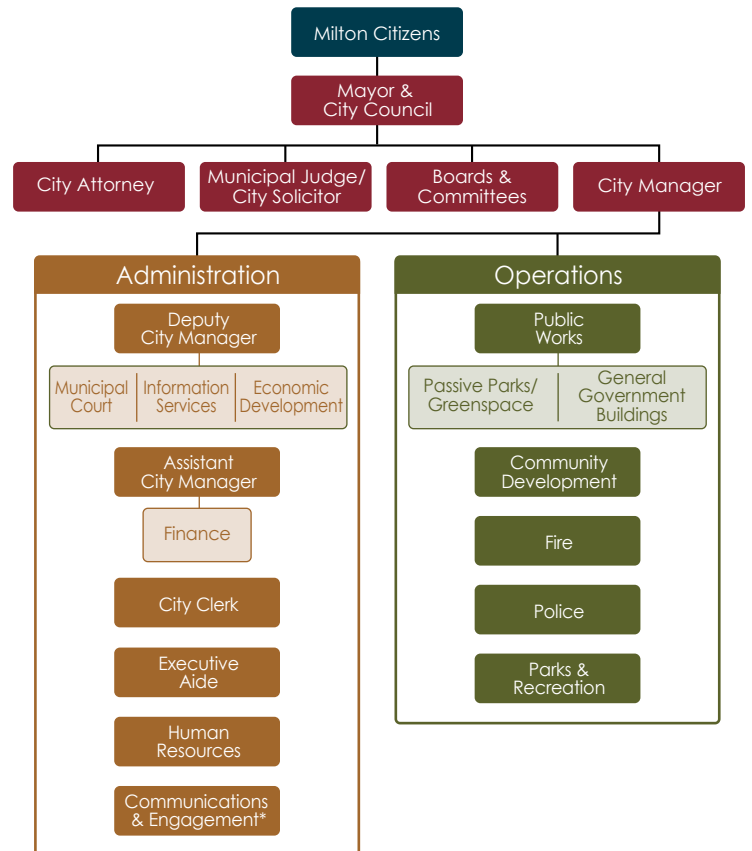 Milton Citizens
Mayor &
City Council
City Attorney
Municipal Judge/
City Solicitor
Boards &
Committees
City Manager
Administration
Deputy
City Manager
Municipal
Court
Information
Services
Economic
Development
Assistant
City Manager
Finance
City Clerk
Executive
Aide
Human
Resources
Communications
& Engagement*
Operations
Public
Works
Passive Parks/
Greenspace
General
Government
Buildings
Community
Development
Fire
Police
Parks &
Recreation